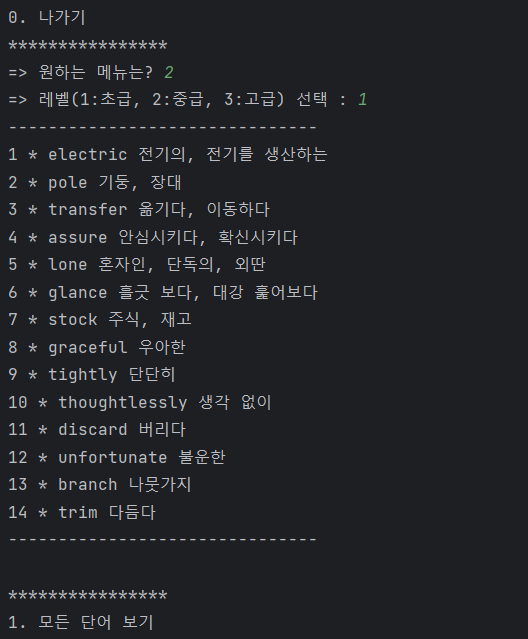 0. 나가기
****************
=> 원하는 메뉴는? 2
=> 레벨(1:초급, 2:중급, 3:고급) 선택 : 1
-------------------------------
1 * electric 전기의, 전기를 생산하는
2 * pole 기둥, 장대
3 * transfer 옮기다, 이동하다
4 * assure 안심시키다, 확신시키다
5 * lone 혼자인, 단독의, 외딴
6 * glance 흘긋 보다, 대강 훑어보다
7 * stock 주식, 재고
8 * graceful 우아한
9 * tightly 단단히
10 * thoughtlessly 생각 없이
11 * discard 버리다
12 * unfortunate 불운한
13 * branch 나뭇가지
14 * trim 다듬다
-------------------------------
****************
1. 모든 단어 보기